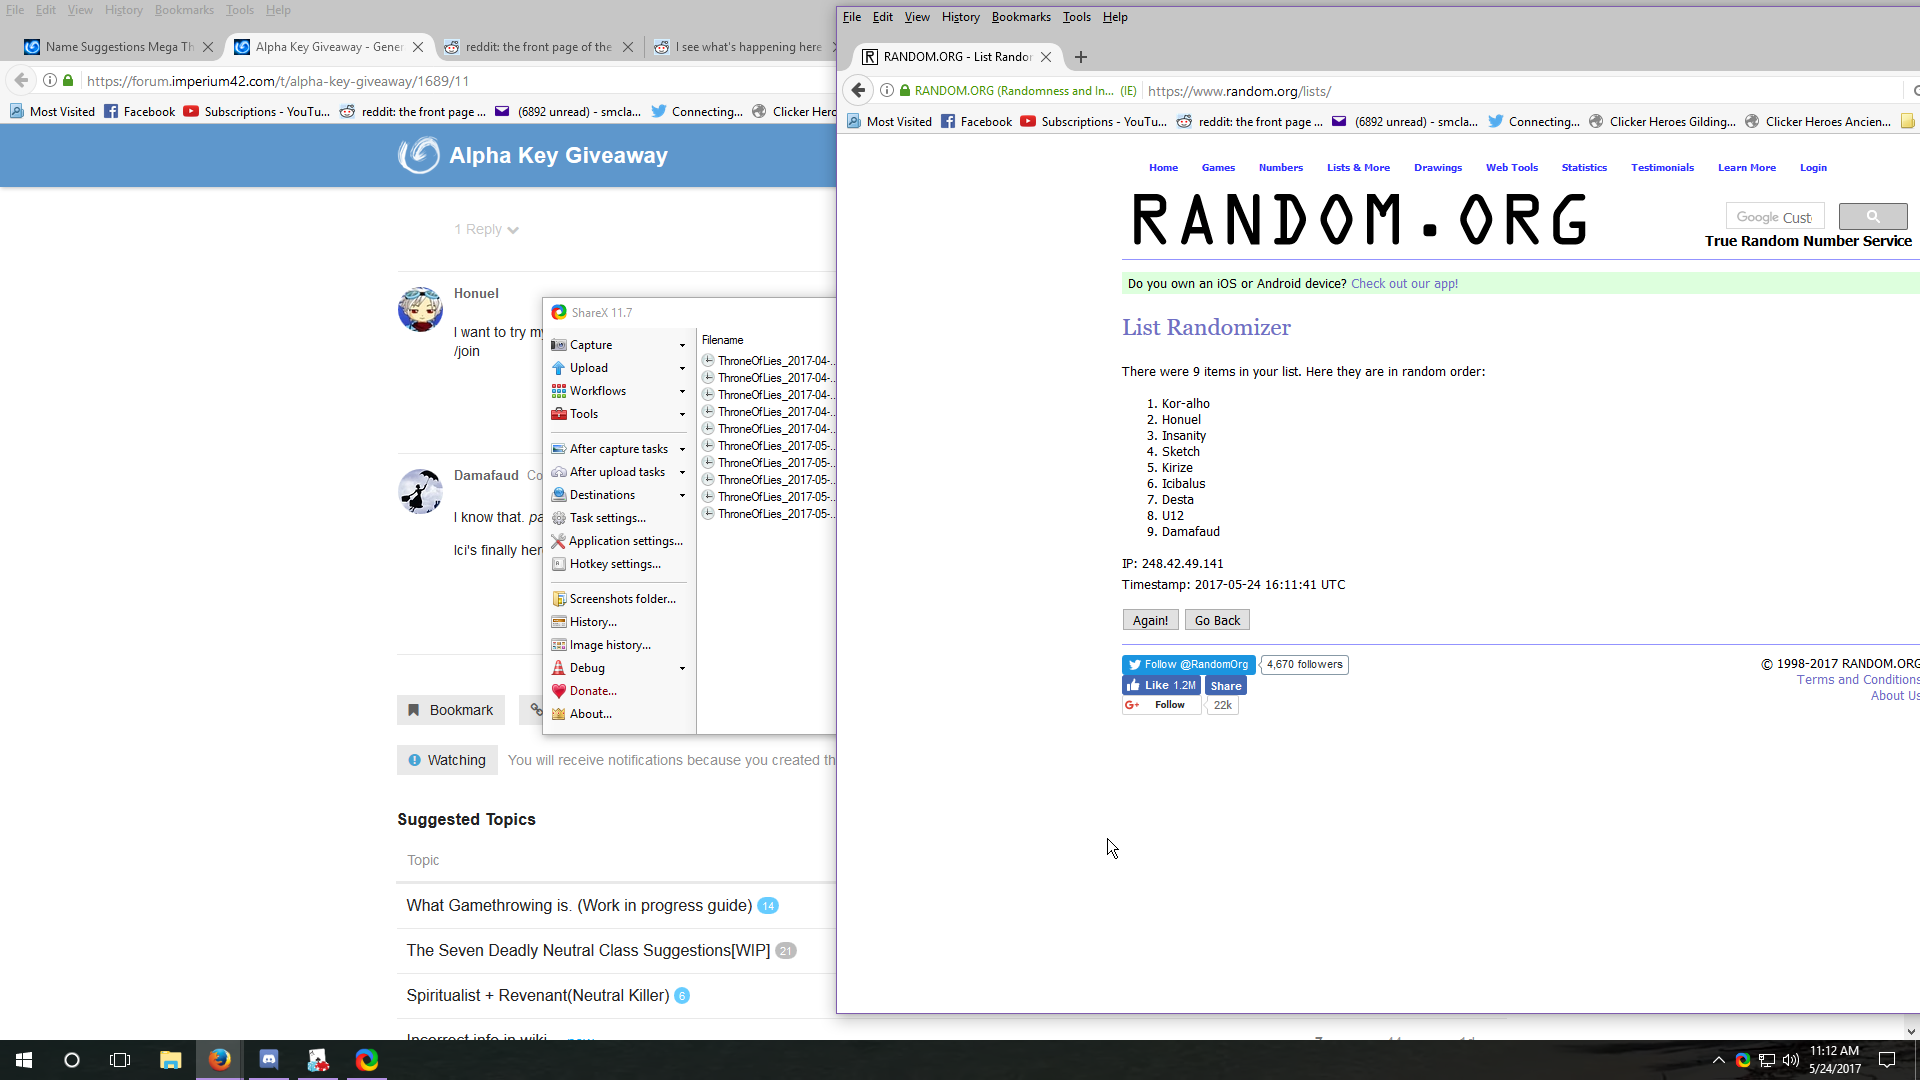 File Edit View History Bookmarks Tools Help
Name Suggestions Mega Th
Alpha Key Giveaway - Gener
reddit: the front page of the
I see what's happening here
https://forum.imperium42.com/t/alpha-key-giveaway/1689/11
Most Visited Facebook Subscriptions - YouTu... reddit: the front page ... (6892 unread) - smcla... Connecting... Clicker Hero
Alpha Key Giveaway
1 Reply
Honuel
I want to try my
/join
Damafaud Co
I know that. pa
Ici's finally her
Bookmark
Watching You will receive notifications because you created th
Suggested Topics
Topic
What Gamethrowing is. (Work in progress guide) 14
The Seven Deadly Neutral Class Suggestions[WIP] 21
Spiritualist + Revenant(Neutral Killer) 6
Incorrect info in wiki
ShareX 11.7
Capture
Upload
Workflows
Tools
After capture tasks
After upload tasks
Destinations
Task settings...
Application settings...
Hotkey settings...
Screenshots folder...
History...
Image history...
Debug
Donate...
About...
Filename
ThroneOfLies_2017-04-...
ThroneOfLies_2017-04-...
ThroneOfLies_2017-04-...
ThroneOfLies_2017-04-...
ThroneOfLies_2017-04-...
ThroneOfLies_2017-05-...
ThroneOfLies_2017-05-...
ThroneOfLies_2017-05-...
ThroneOfLies_2017-05-...
ThroneOfLies_2017-05-...
File Edit View History Bookmarks Tools Help
RANDOM.ORG - List Randor
RANDOM.ORG (Randomness and In... (IE) https://www.random.org/lists/
Most Visited Facebook Subscriptions - YouTu... reddit: the front page ... (6892 unread) - smcla... Connecting... Clicker Heroes Gilding... Clicker Heroes Ancien...
Home Games Numbers Lists & More Drawings Web Tools Statistics Testimonials Learn More Login
RANDOM.ORG
Google Cust
True Random Number Service
Do you own an iOS or Android device? Check out our app!
List Randomizer
There were 9 items in your list. Here they are in random order:
1. Kor-alho
2. Honuel
3. Insanity
4. Sketch
5. Kirize
6. Icibalus
7. Desta
8. U12
9. Damafaud
IP: 248.42.49.141
Timestamp: 2017-05-24 16:11:41 UTC
Again! Go Back
Follow @RandomOrg 4,670 followers
Like 1.2M Share
G+ Follow 22k
© 1998-2017 RANDOM.ORG
Terms and Conditions
About Us
11:12 AM
5/24/2017